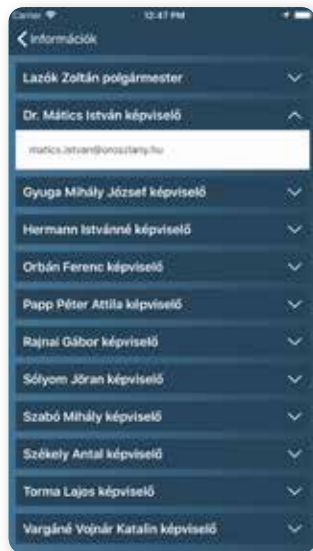 Carrier 12:47 PM
Információk
Lazók Zoltán polgármester
Dr. Mátics István képviselő
matics.istvan@oroszlany.hu
Gyuga Mihály József képviselő
Hermann Istvánné képviselő
Orbán Ferenc képviselő
Papp Péter Attila képviselő
Rajnai Gábor képviselő
Sólyom Jöran képviselő
Szabó Mihály képviselő
Székely Antal képviselő
Torma Lajos képviselő
Vargáné Vojnár Katalin képviselő